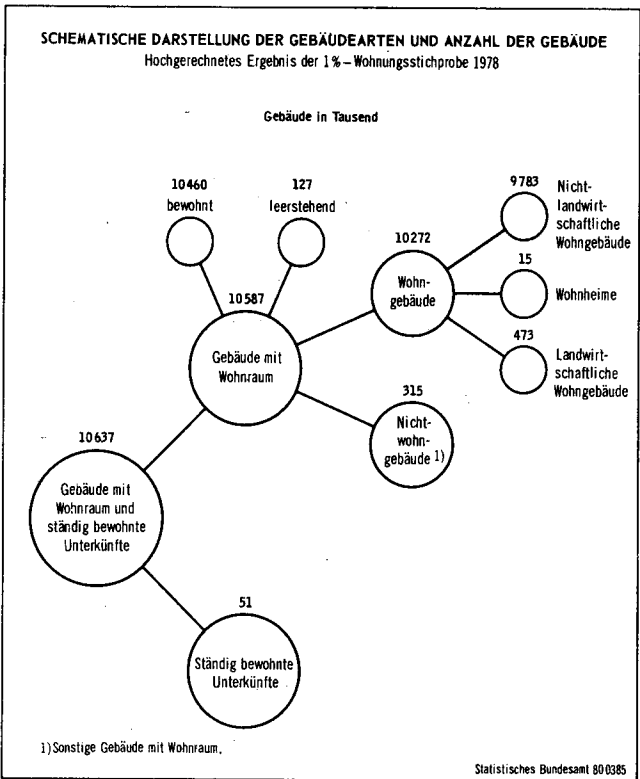 SCHEMATISCHE DARSTELLUNG DER GEBÄUDEARTEN UND ANZAHL DER GEBÄUDE
Hochgerechnetes Ergebnis der 1%–Wohnungsstichprobe 1978
Gebäude in Tausend
10460
bewohnt
127
leerstehend
9783
Nicht-
landwirt-
schaftliche
Wohngebäude
10272
Wohn-
gebäude
15
Wohnheime
10587
Gebäude mit
Wohnraum
473
Landwirt-
schaftliche
Wohngebäude
315
Nicht-
wohn-
gebäude 1)
10637
Gebäude mit
Wohnraum und
ständig bewohnte
Unterkünfte
51
Ständig bewohnte
Unterkünfte
1) Sonstige Gebäude mit Wohnraum.
Statistisches Bundesamt 800385